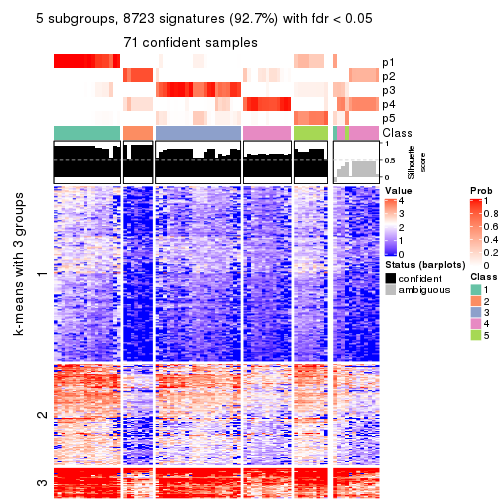 5 subgroups, 8723 signatures (92.7%) with fdr < 0.05
71 confident samples
p1
p2
p3
p4
p5
Class
1
0.5
0
Silhouette
score
k-means with 3 groups
1
2
3
Value
4
3
2
1
0
Status (barplots)
confident
ambiguous
Prob
1
0.8
0.6
0.4
0.2
0
Class
1
2
3
4
5